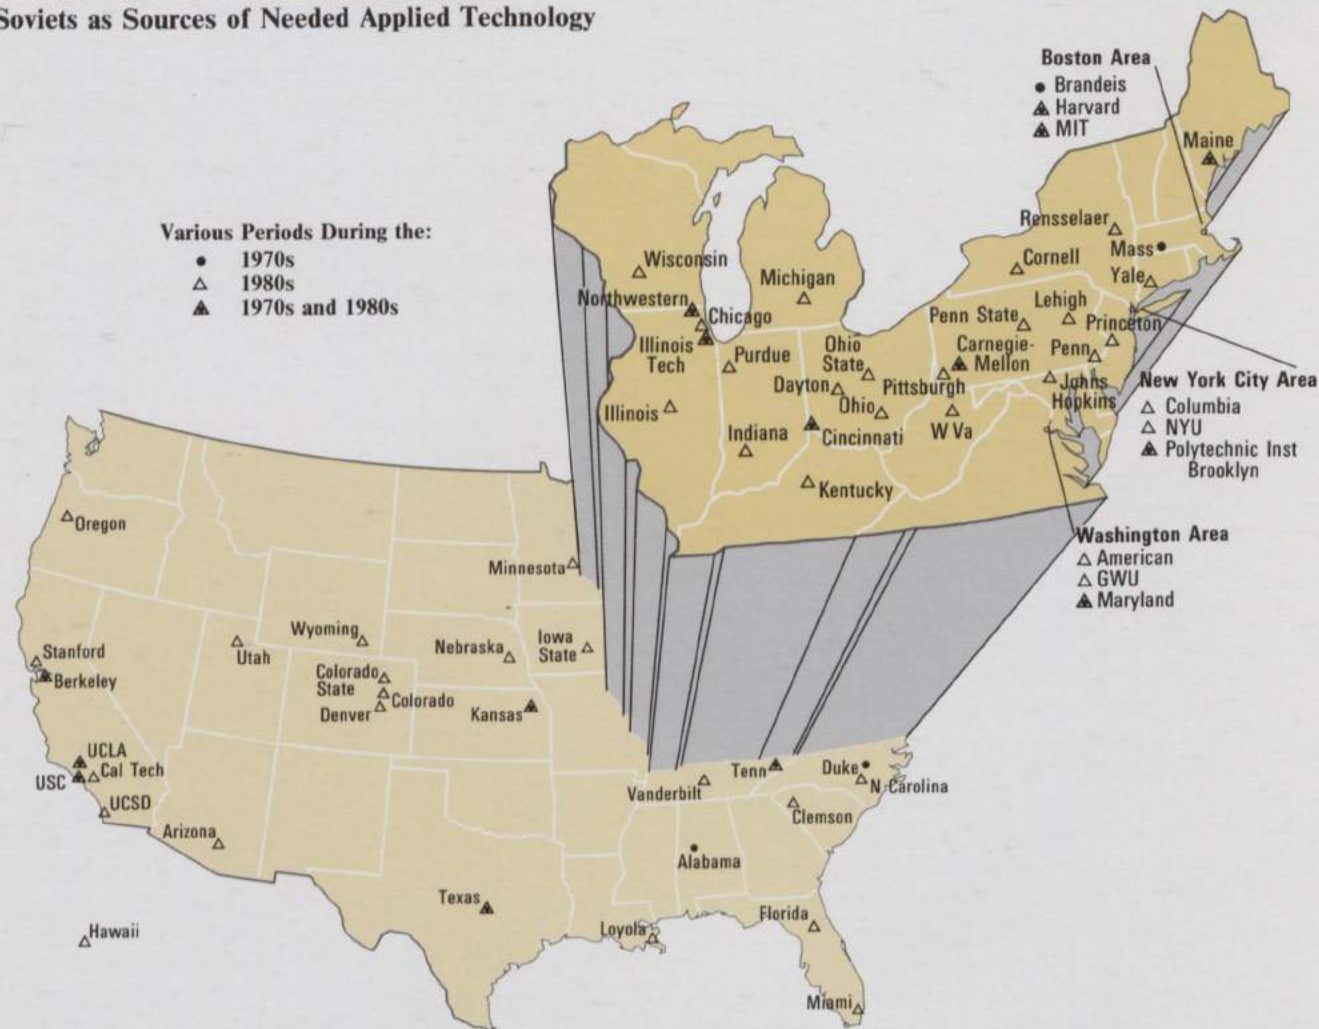 Soviets as Sources of Needed Applied Technology
Various Periods During the:
1970s
1980s
1970s and 1980s
Boston Area
Brandeis
Harvard
MIT
Maine
Rensselaer
Mass
Cornell
Yale
Wisconsin
Michigan
Northwestern
Chicago
Illinois
Tech
Purdue
Ohio
State
Dayton
Ohio
Illinois
Indiana
Cincinnati
Kentucky
Penn State
Lehigh
Princeton
Carnegie-
Mellon
Penn
Pittsburgh
W Va
Johns
Hopkins
New York City Area
Columbia
NYU
Polytechnic Inst
Brooklyn
Washington Area
American
GWU
Maryland
Oregon
Minnesota
Wyoming
Utah
Nebraska
Iowa
State
Stanford
Berkeley
Colorado
State
Colorado
Denver
Kansas
UCLA
Cal Tech
USC
UCSD
Arizona
Vanderbilt
Tenn
Duke
N Carolina
Clemson
Alabama
Texas
Loyola
Florida
Hawaii
Miami